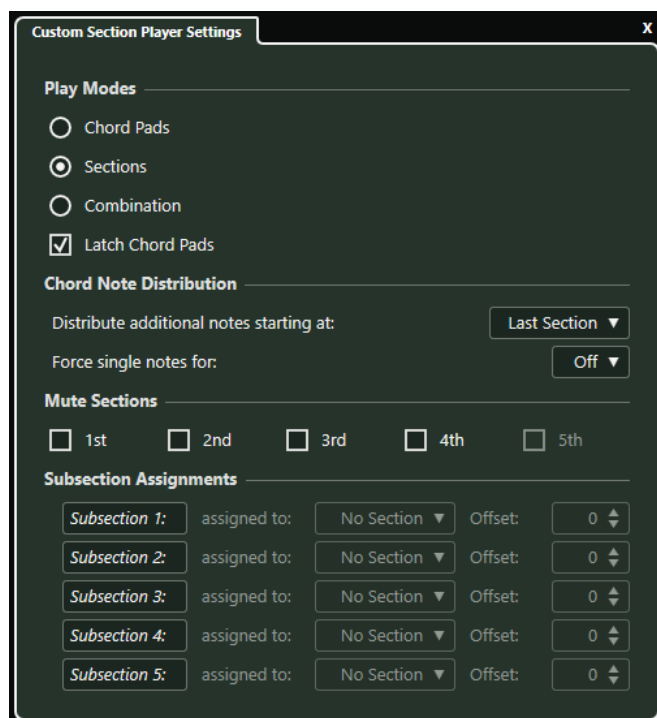 Custom Section Player Settings X
Play Modes
Chord Pads
Sections
Combination
Latch Chord Pads
Chord Note Distribution
Distribute additional notes starting at: Last Section
Force single notes for: Off
Mute Sections
1st 2nd 3rd 4th 5th
Subsection Assignments
Subsection 1: assigned to: No Section Offset: 0
Subsection 2: assigned to: No Section Offset: 0
Subsection 3: assigned to: No Section Offset: 0
Subsection 4: assigned to: No Section Offset: 0
Subsection 5: assigned to: No Section Offset: 0